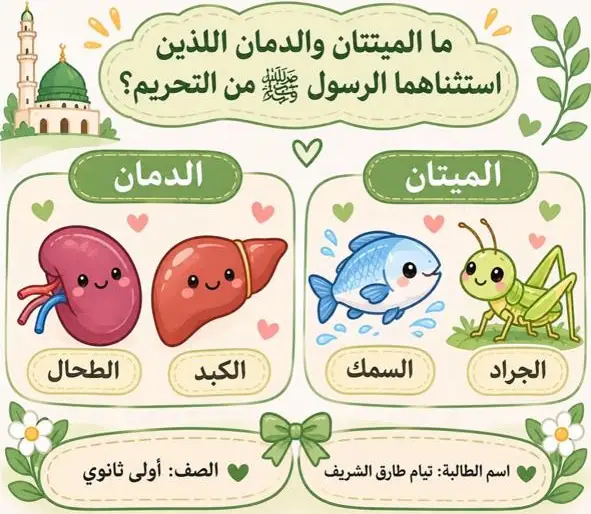 ما الميتتان والدمان اللذين
استثناهما الرسول ﷺ من التحريم؟
الميتان
الدمان
الجراد
السمك
الكبد
الطحال
اسم الطالبة: تيام طارق الشريف
الصف: أولى ثانوي